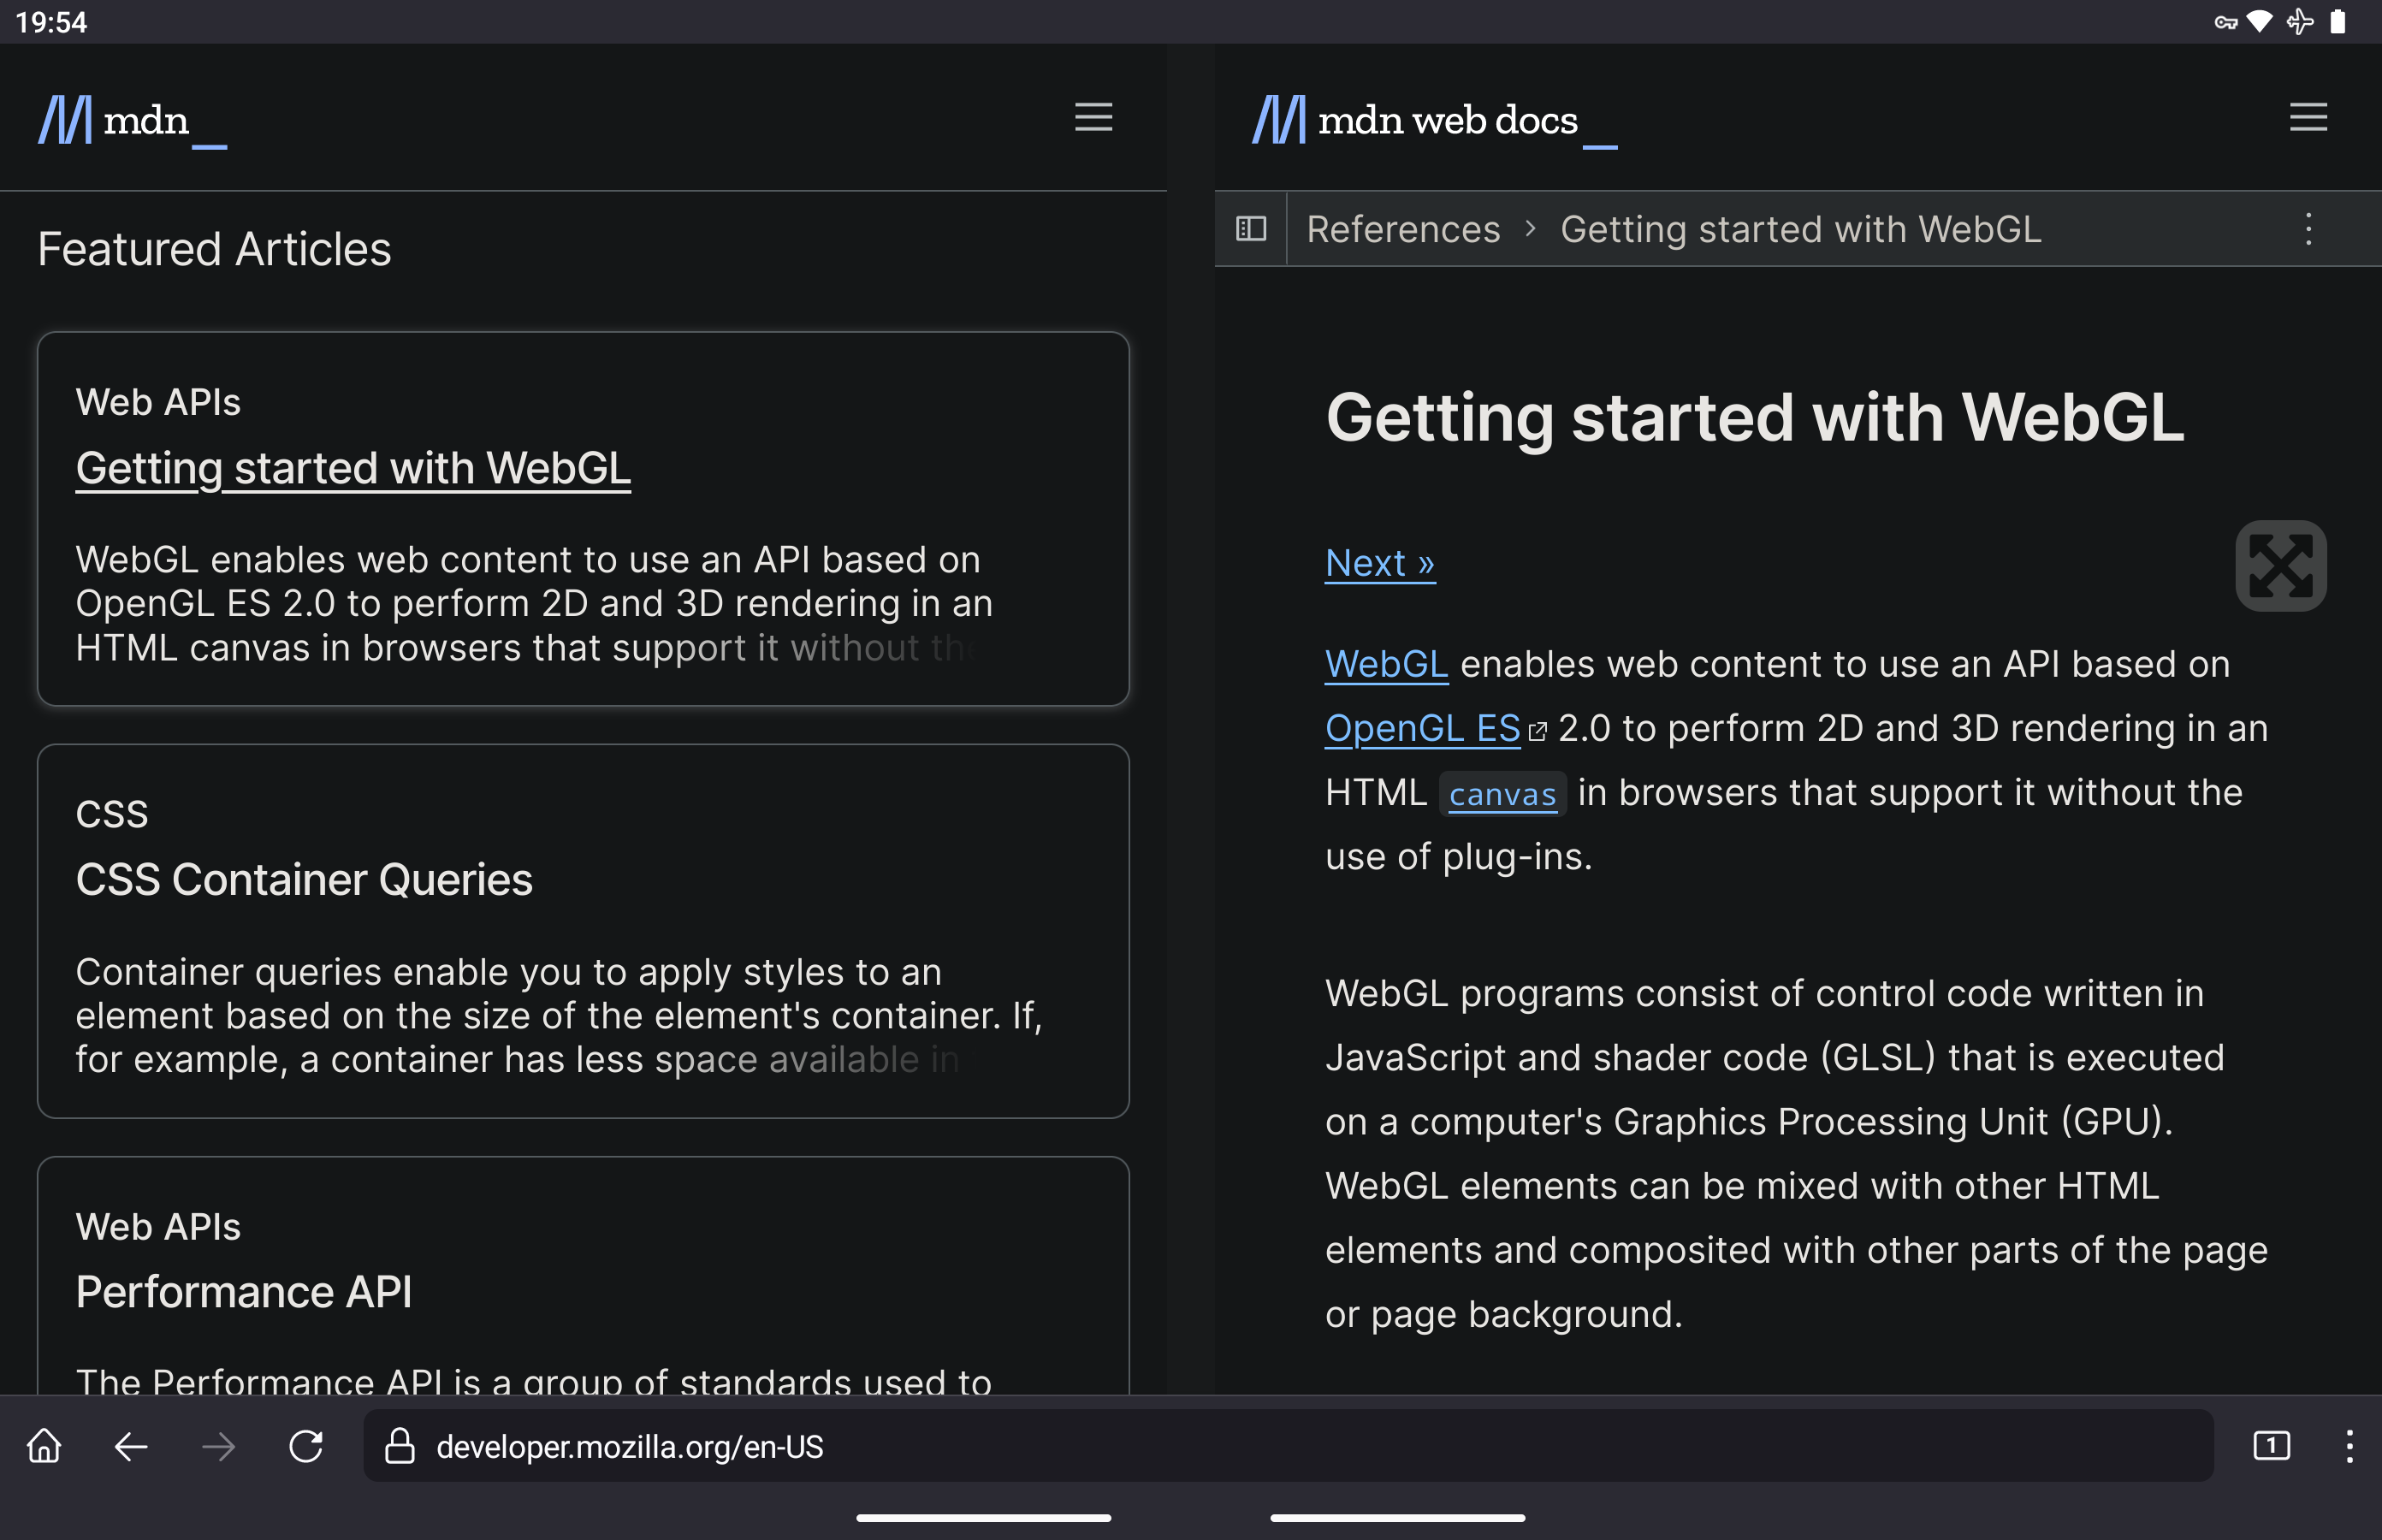 19:54
mdn_
Featured Articles
Web APIs
Getting started with WebGL
WebGL enables web content to use an API based on
OpenGL ES 2.0 to perform 2D and 3D rendering in an
HTML canvas in browsers that support it without the
CSS
CSS Container Queries
Container queries enable you to apply styles to an
element based on the size of the element's container. If,
for example, a container has less space available in
Web APIs
Performance API
The Performance API is a group of standards used to
mdn web docs_
References > Getting started with WebGL
Getting started with WebGL
Next »
WebGL enables web content to use an API based on
OpenGL ES 2.0 to perform 2D and 3D rendering in an
HTML canvas in browsers that support it without the
use of plug-ins.
WebGL programs consist of control code written in
JavaScript and shader code (GLSL) that is executed
on a computer's Graphics Processing Unit (GPU).
WebGL elements can be mixed with other HTML
elements and composited with other parts of the page
or page background.
developer.mozilla.org/en-US
1